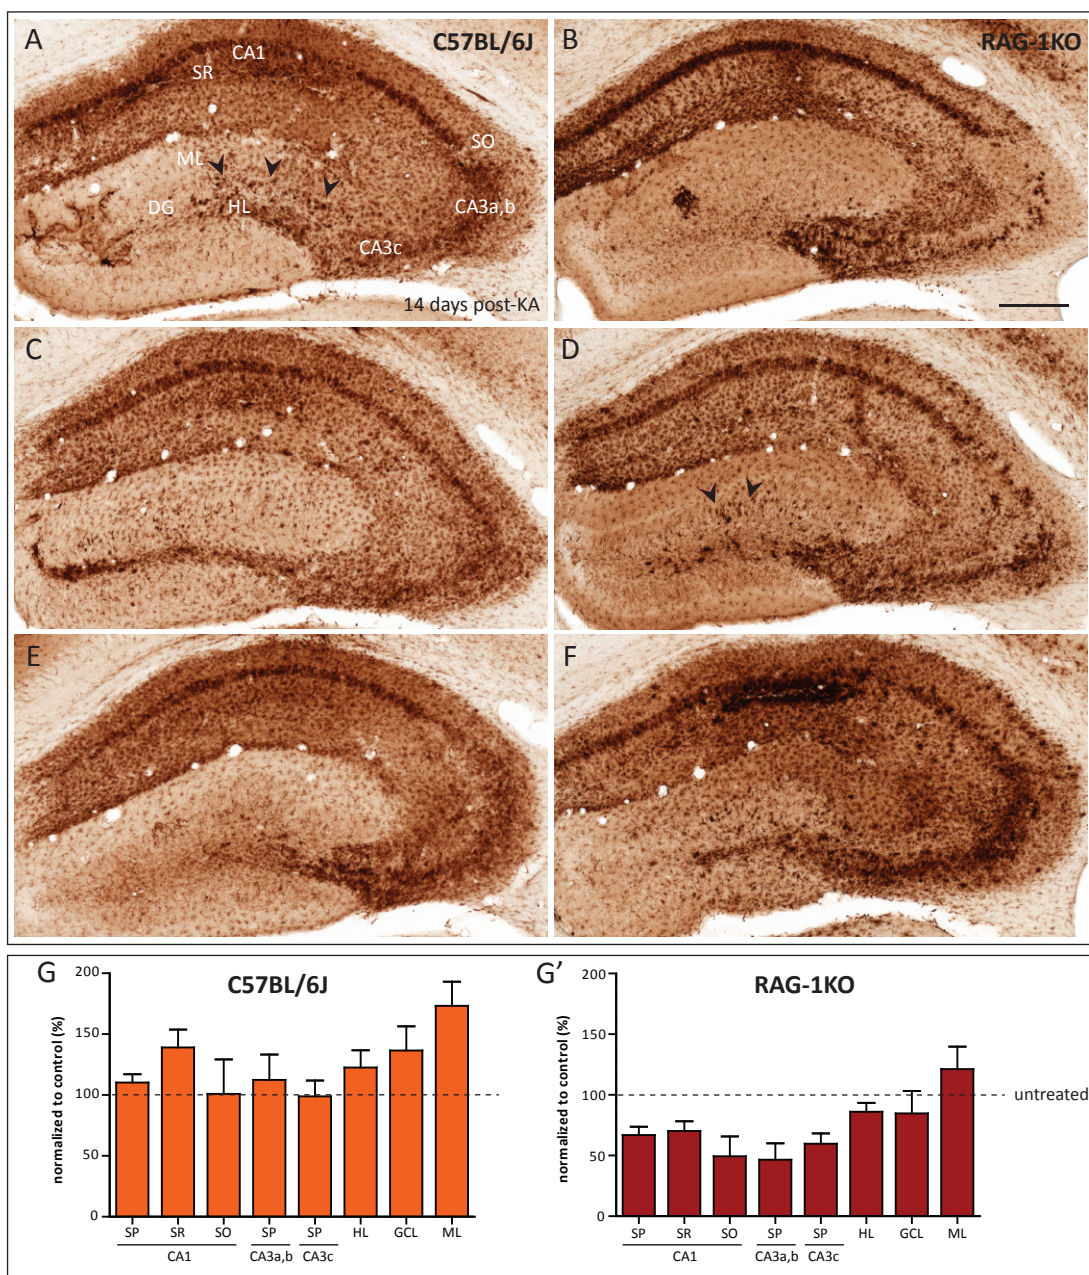 A
C57BL/6J
CA1
SR
SO
ML
DG
HL
CA3a,b
CA3c
14 days post-KA
B
RAG-1KO
C
D
E
F
G
C57BL/6J
normalized to control (%)
200
150
100
50
0
SP SR SO SP SP HL GCL ML
CA1 CA3a,b CA3c
G'
RAG-1KO
normalized to control (%)
200
150
100
50
0
untreated
SP SR SO SP SP HL GCL ML
CA1 CA3a,b CA3c